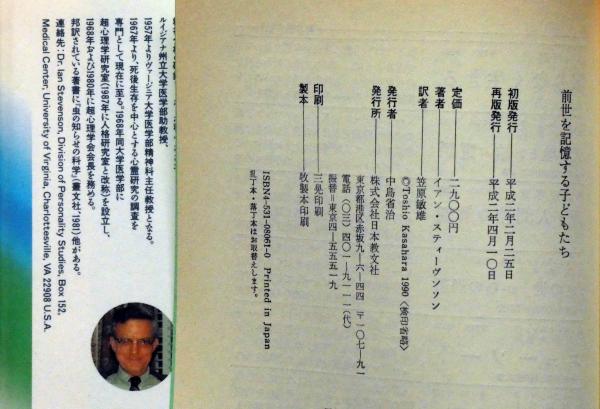 前世を記憶する子どもたち
初版発行――平成二年二月二五日
再版発行――平成二年四月一〇日
定価――二九〇〇円
著者――イアン・スティーヴンソン
訳者――笠原敏雄
©Toshio Kasahara 1990〈検印省略〉
発行者――中島省治
発行所――株式会社日本教文社
東京都港区赤坂九―六―四四 〒一〇七―九一
電話（〇三）四〇一―九一一一（代）
振替＝東京四―五五五一九
印刷――三晃印刷
製本――牧製本印刷
ISBN4-531-08061-0 Printed in Japan
乱丁本・落丁本はお取替えします。
ルイジアナ州立大学医学部助教授、
1957年よりヴァージニア大学医学部精神科主任教授となる。
1967年より、死後生存を中心とする心霊研究の調査を
専門として現在に至る。1968年同大学医学部に
超心理学研究室(1987年に人格研究室と改称)を設立し、
1968年および1980年に超心理学会会長を務める。
邦訳されている著書に、「虫の知らせの科学」(叢文社'1981)他がある。
連絡先：Dr. Ian Stevenson, Division of Personality Studies, Box 152,
Medical Center, University of Virginia, Charlottesville, VA 22908 U.S.A.